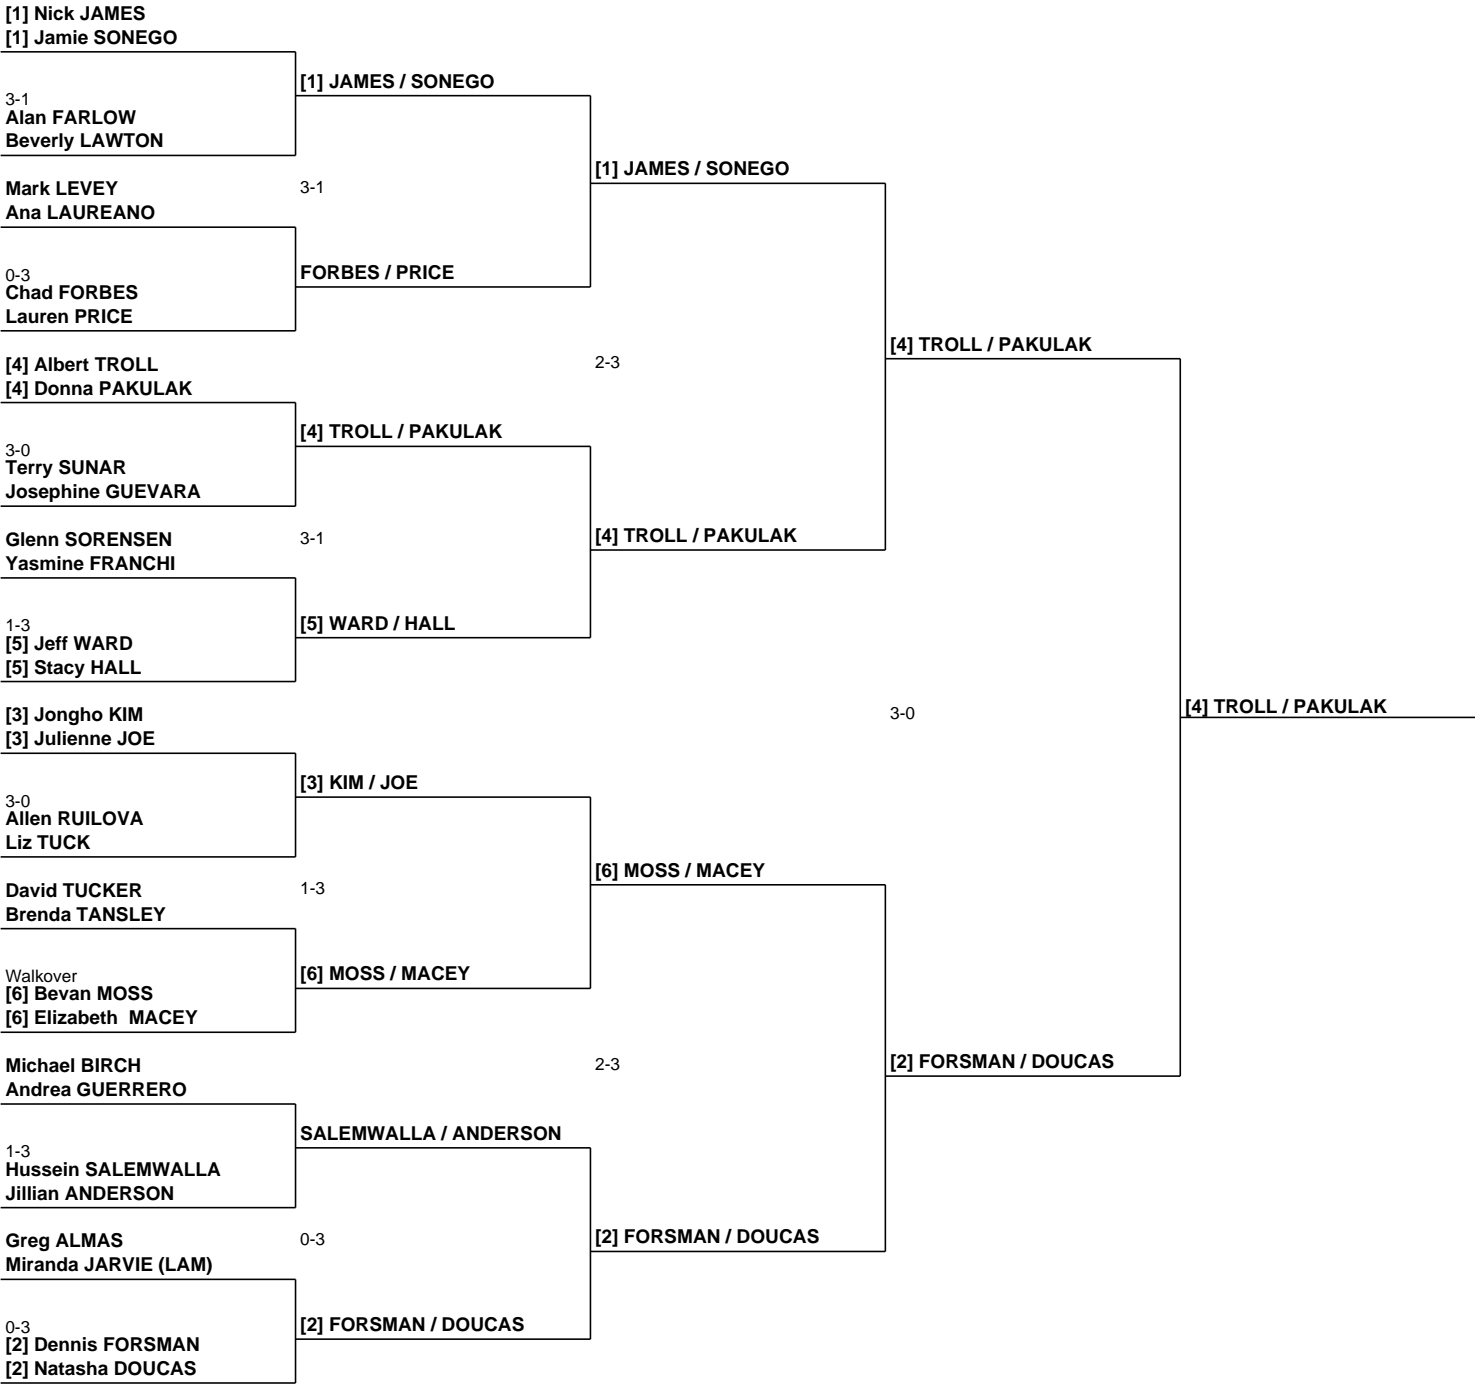 [1] Nick JAMES
[1] Jamie SONEGO
[1] JAMES / SONEGO
3-1
Alan FARLOW
Beverly LAWTON
[1] JAMES / SONEGO
Mark LEVEY
3-1
Ana LAUREANO
FORBES / PRICE
0-3
Chad FORBES
Lauren PRICE
[4] TROLL / PAKULAK
[4] Albert TROLL
2-3
[4] Donna PAKULAK
[4] TROLL / PAKULAK
3-0
Terry SUNAR
Josephine GUEVARA
[4] TROLL / PAKULAK
Glenn SORENSEN
3-1
Yasmine FRANCHI
[5] WARD / HALL
1-3
[5] Jeff WARD
[5] Stacy HALL
[4] TROLL / PAKULAK
[3] Jongho KIM
3-0
[3] Julienne JOE
[3] KIM / JOE
3-0
Allen RUILOVA
Liz TUCK
[6] MOSS / MACEY
David TUCKER
1-3
Brenda TANSLEY
[6] MOSS / MACEY
Walkover
[6] Bevan MOSS
[6] Elizabeth  MACEY
[2] FORSMAN / DOUCAS
Michael BIRCH
2-3
Andrea GUERRERO
SALEMWALLA / ANDERSON
1-3
Hussein SALEMWALLA
Jillian ANDERSON
[2] FORSMAN / DOUCAS
Greg ALMAS
0-3
Miranda JARVIE (LAM)
[2] FORSMAN / DOUCAS
0-3
[2] Dennis FORSMAN
[2] Natasha DOUCAS